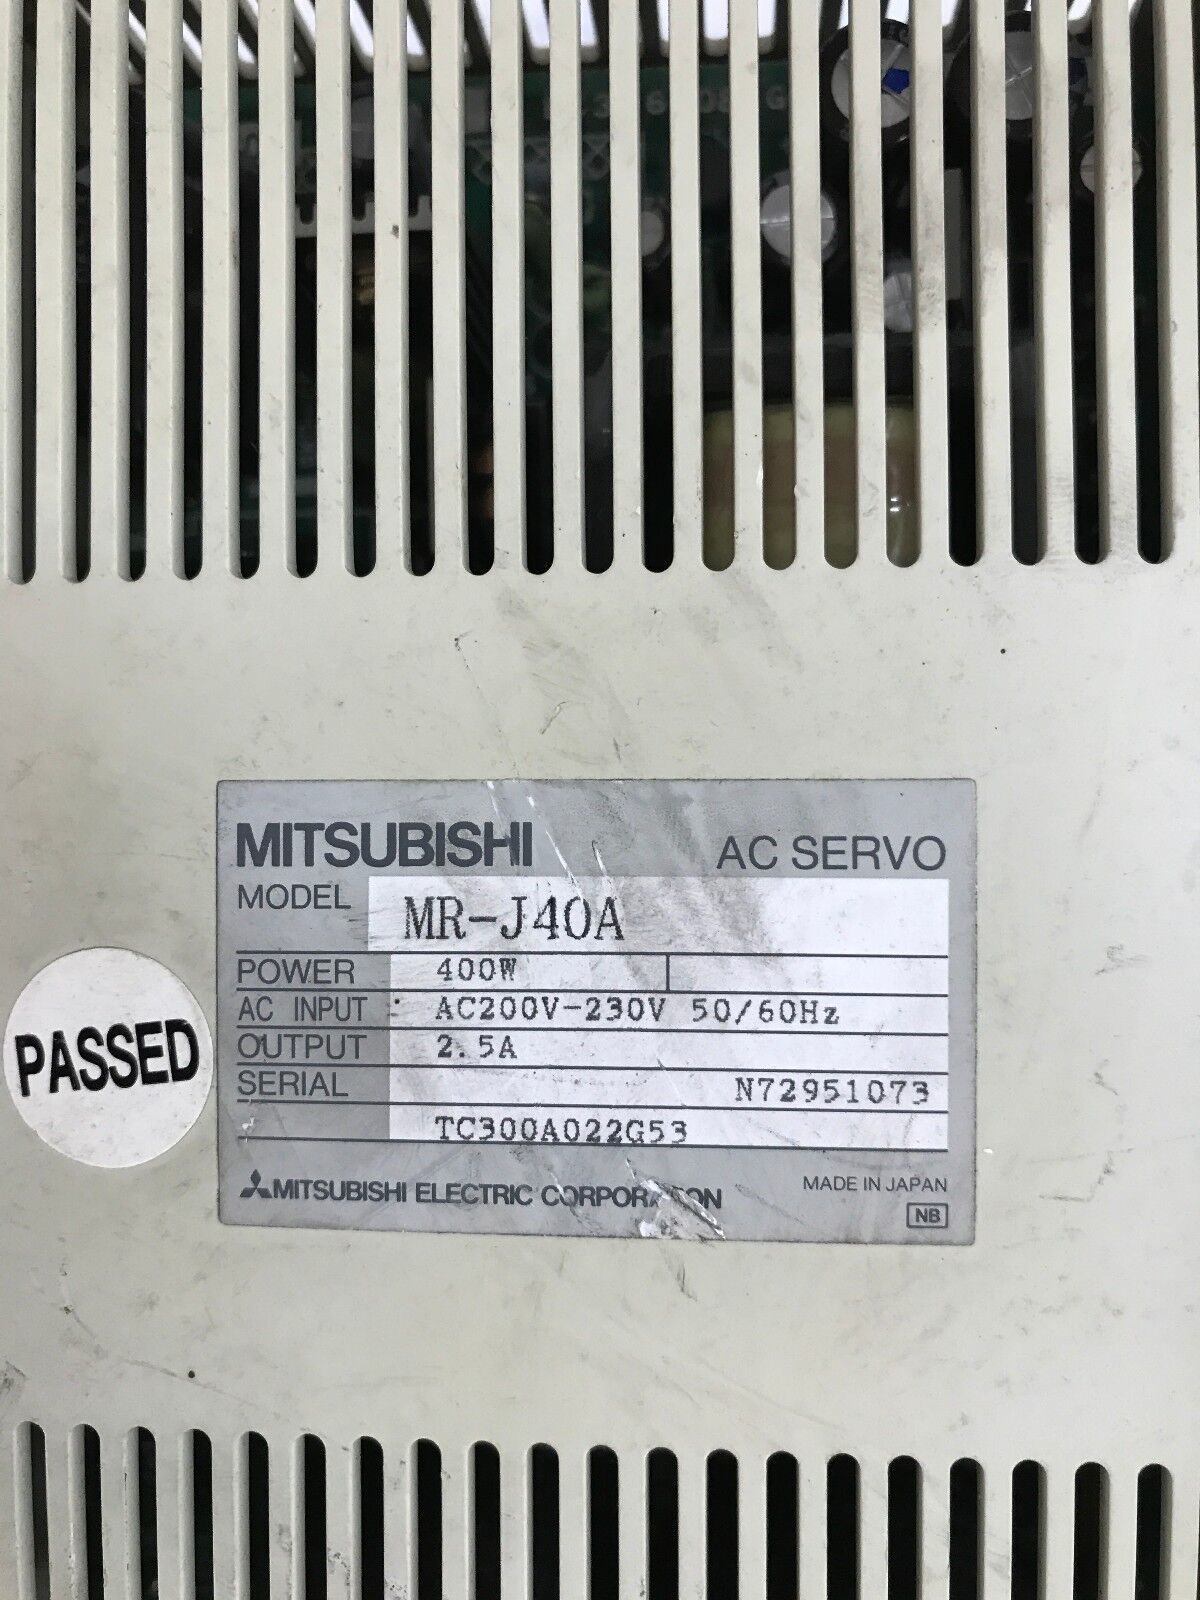 MITSUBISHI AC SERVO
MODEL MR-J40A
POWER 400W
AC INPUT AC200V-230V 50/60Hz
OUTPUT 2.5A
SERIAL N72951073
TC300A022G53
MITSUBISHI ELECTRIC CORPORATION
MADE IN JAPAN
NB
PASSED